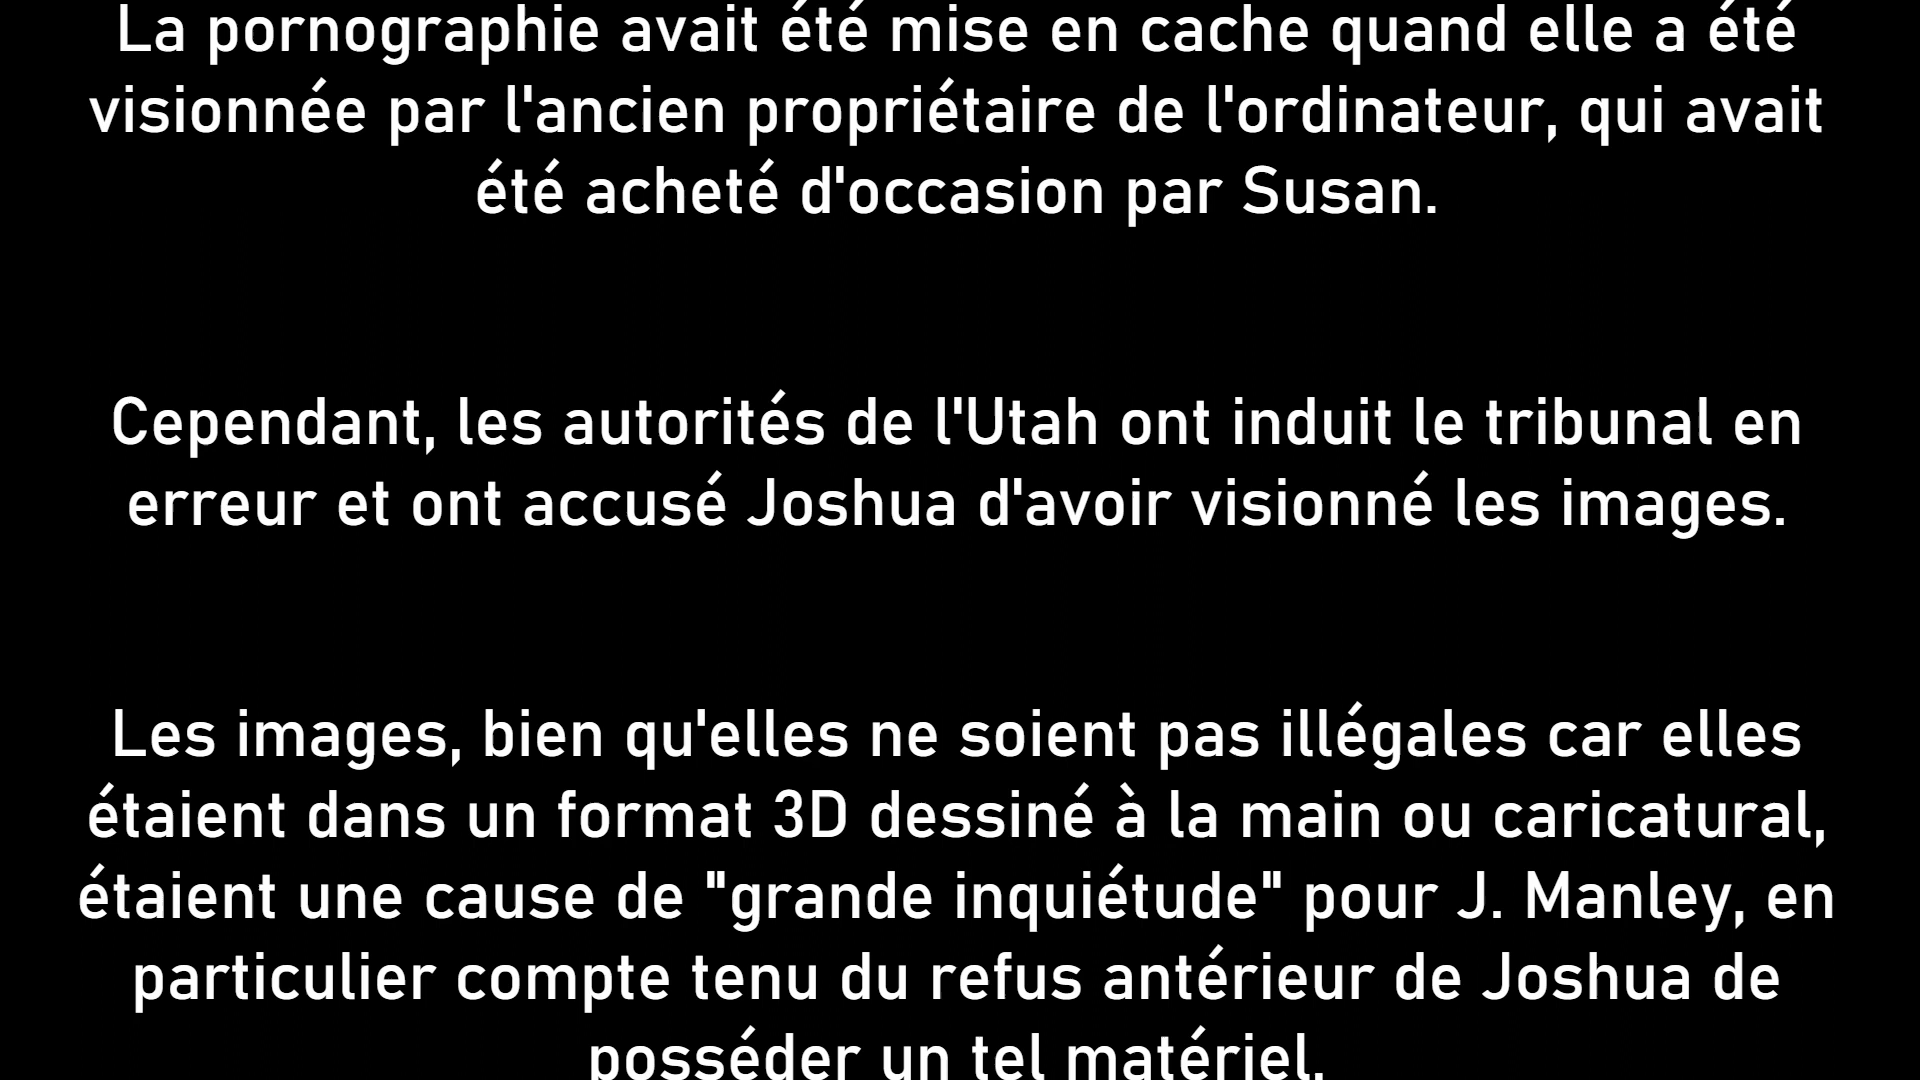 La pornographie avait été mise en cache quand elle a été
visionnée par l'ancien propriétaire de l'ordinateur, qui avait
été acheté d'occasion par Susan.
Cependant, les autorités de l'Utah ont induit le tribunal en
erreur et ont accusé Joshua d'avoir visionné les images.
Les images, bien qu'elles ne soient pas illégales car elles
étaient dans un format 3D dessiné à la main ou caricatural,
étaient une cause de "grande inquiétude" pour J. Manley, en
particulier compte tenu du refus antérieur de Joshua de
posséder un tel matériel.